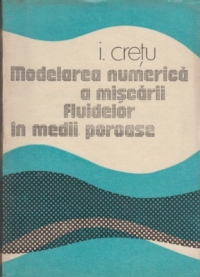 i. crețu
Modelarea numerică
a mișcării
fluidelor
în medii poroase